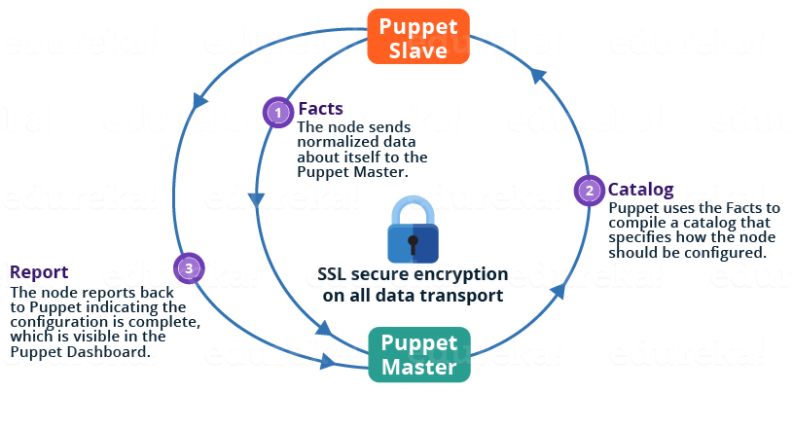 Puppet
Slave
1
Facts
The node sends
normalized data
about itself to the
Puppet Master.
2
Catalog
Puppet uses the Facts to
compile a catalog that
specifies how the node
should be configured.
SSL secure encryption
on all data transport
3
Report
The node reports back
to Puppet indicating the
configuration is complete,
which is visible in the
Puppet Dashboard.
Puppet
Master